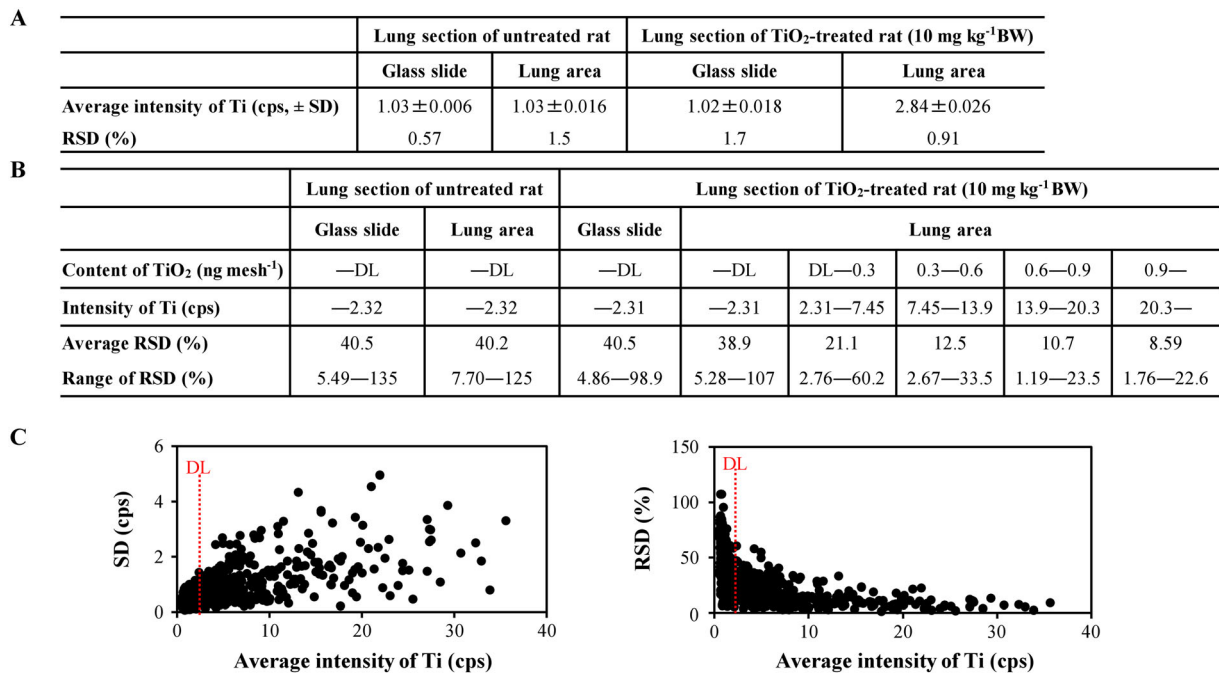 A
Lung section of untreated rat Lung section of TiO₂-treated rat (10 mg kg⁻¹BW)
Glass slide Lung area Glass slide Lung area
Average intensity of Ti (cps, ± SD) 1.03±0.006 1.03±0.016 1.02±0.018 2.84±0.026
RSD (%) 0.57 1.5 1.7 0.91
B
Lung section of untreated rat Lung section of TiO₂-treated rat (10 mg kg⁻¹BW)
Glass slide Lung area Glass slide Lung area
Content of TiO₂ (ng mesh⁻¹) —DL —DL —DL —DL DL—0.3 0.3—0.6 0.6—0.9 0.9—
Intensity of Ti (cps) —2.32 —2.32 —2.31 —2.31 2.31—7.45 7.45—13.9 13.9—20.3 20.3—
Average RSD (%) 40.5 40.2 40.5 38.9 21.1 12.5 10.7 8.59
Range of RSD (%) 5.49—135 7.70—125 4.86—98.9 5.28—107 2.76—60.2 2.67—33.5 1.19—23.5 1.76—22.6
C
6
4
2
0
SD (cps)
DL
0 10 20 30 40
Average intensity of Ti (cps)
150
100
50
0
RSD (%)
DL
0 10 20 30 40
Average intensity of Ti (cps)